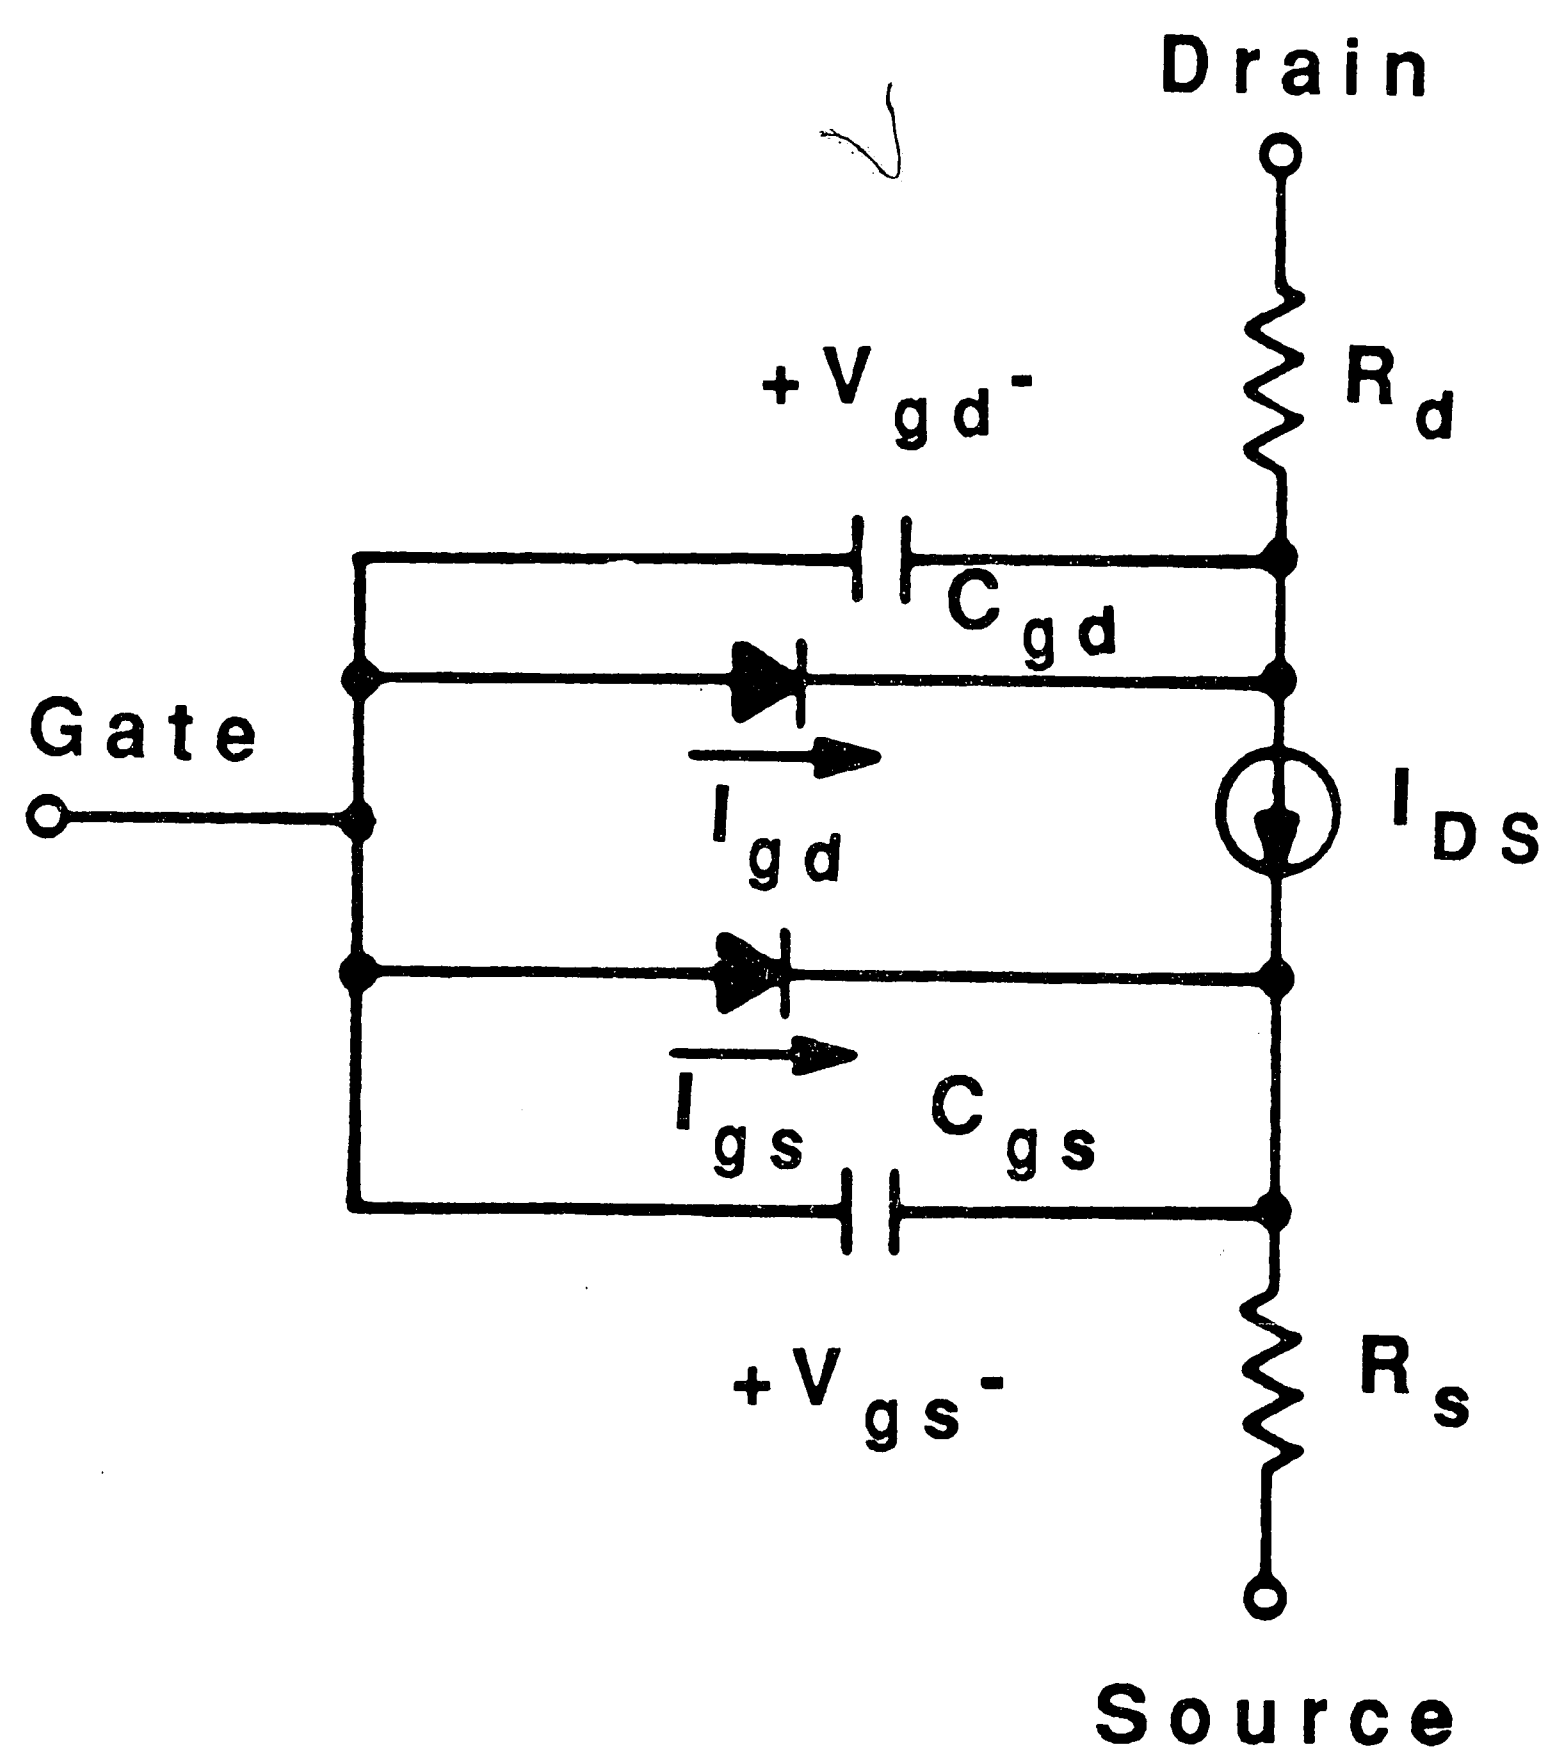 Drain
+ Vgd -
Rd
Cgd
Gate
Igd
IDS
Igs
Cgs
+ Vgs -
Rs
Source